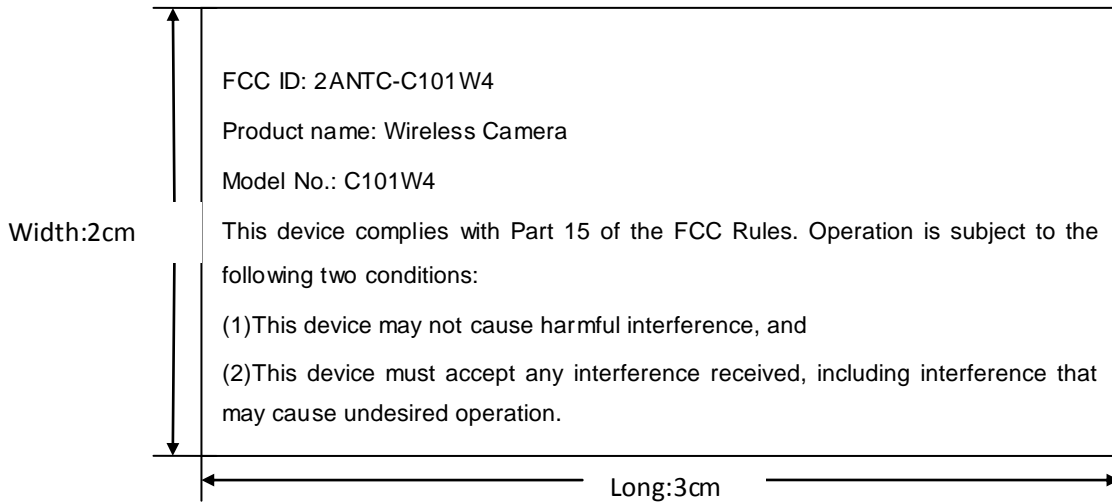 FCC ID: 2ANTC-C101W4
Product name: Wireless Camera
Model No.: C101W4
Width:2cm
This device complies with Part 15 of the FCC Rules. Operation is subject to the
following two conditions:
(1)This device may not cause harmful interference, and
(2)This device must accept any interference received, including interference that
may cause undesired operation.
Long:3cm